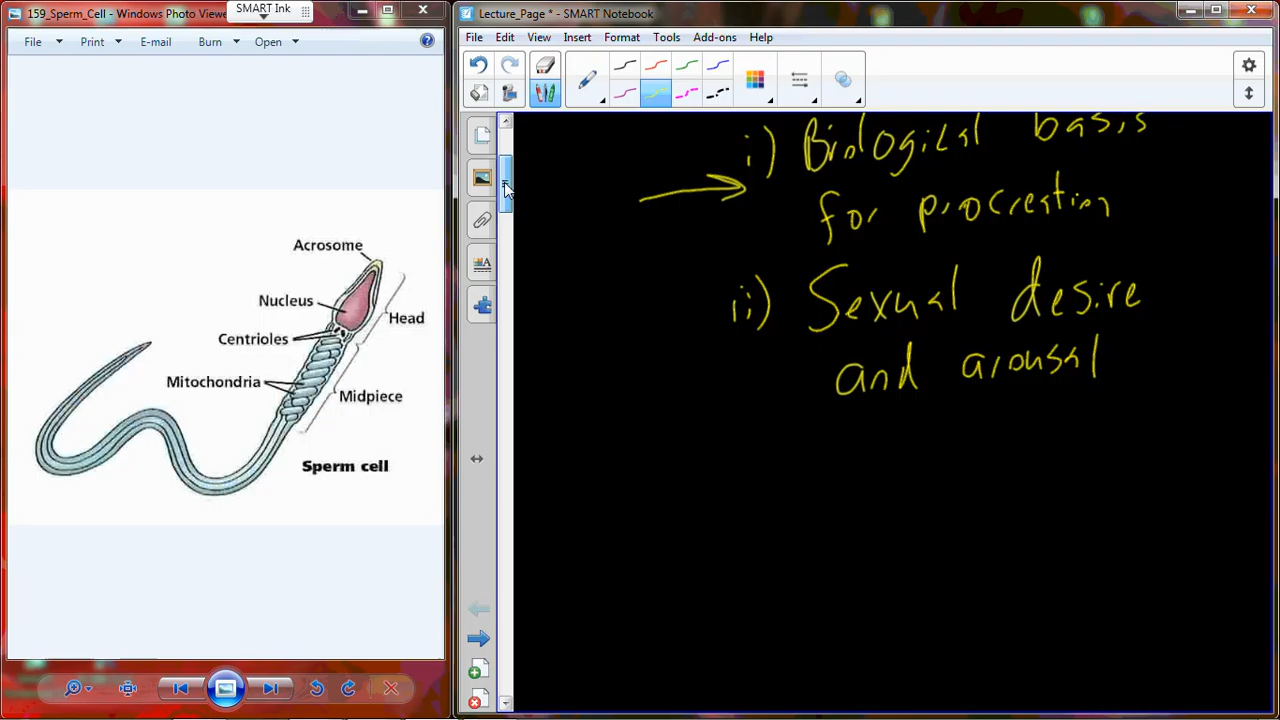 159_Sperm_Cell - Windows Photo Viewe
SMART Ink
File Print E-mail Burn Open
Acrosome
Nucleus
Head
Centrioles
Mitochondria
Midpiece
Sperm cell
Lecture_Page * - SMART Notebook
File Edit View Insert Format Tools Add-ons Help
i) Biological basis
for procreation
ii) Sexual desire
and arousal